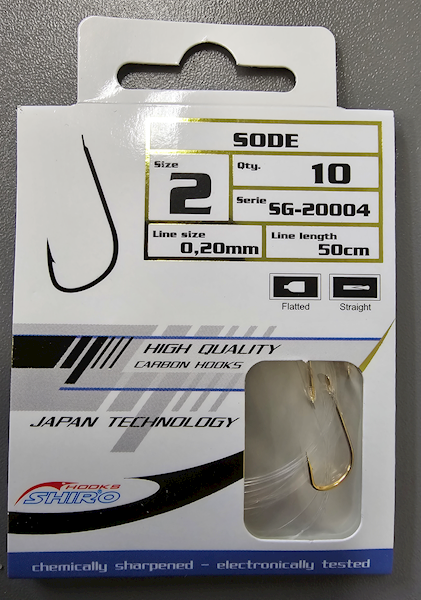 SODE
Size
2
Qty.
10
Serie SG-20004
Line size
0,20mm
Line length
50cm
Flatted
Straight
HIGH QUALITY
CARBON HOOKS
JAPAN TECHNOLOGY
HOOKS
SHIRO
chemically sharpened - electronically tested